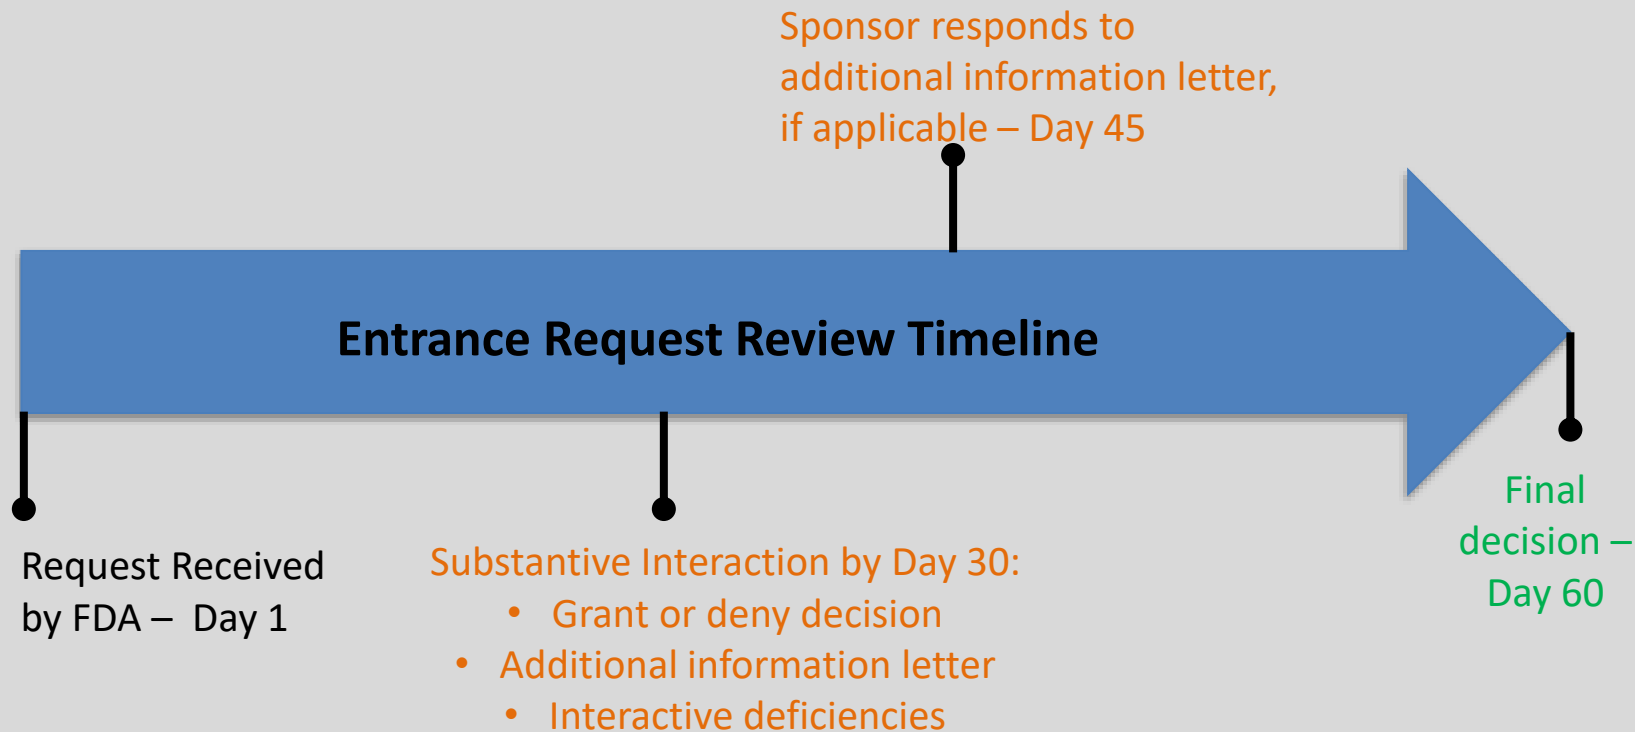 Sponsor responds to
additional information letter,
if applicable – Day 45
Entrance Request Review Timeline
Request Received
by FDA – Day 1
Substantive Interaction by Day 30:
• Grant or deny decision
• Additional information letter
• Interactive deficiencies
Final
decision –
Day 60